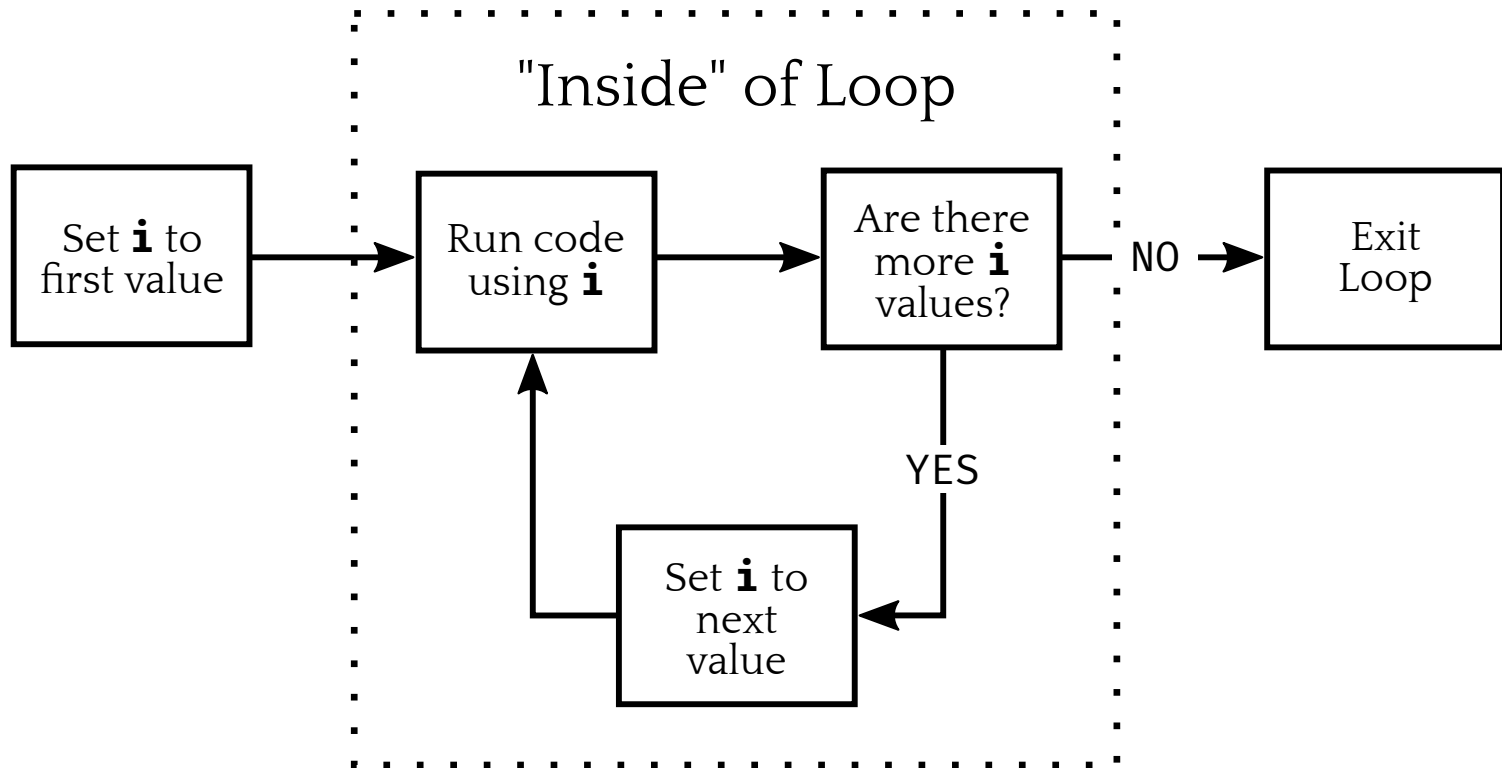 "Inside" of Loop
Set i to
first value
Run code
using i
Are there
more i
values?
NO
Exit
Loop
YES
Set i to
next
value